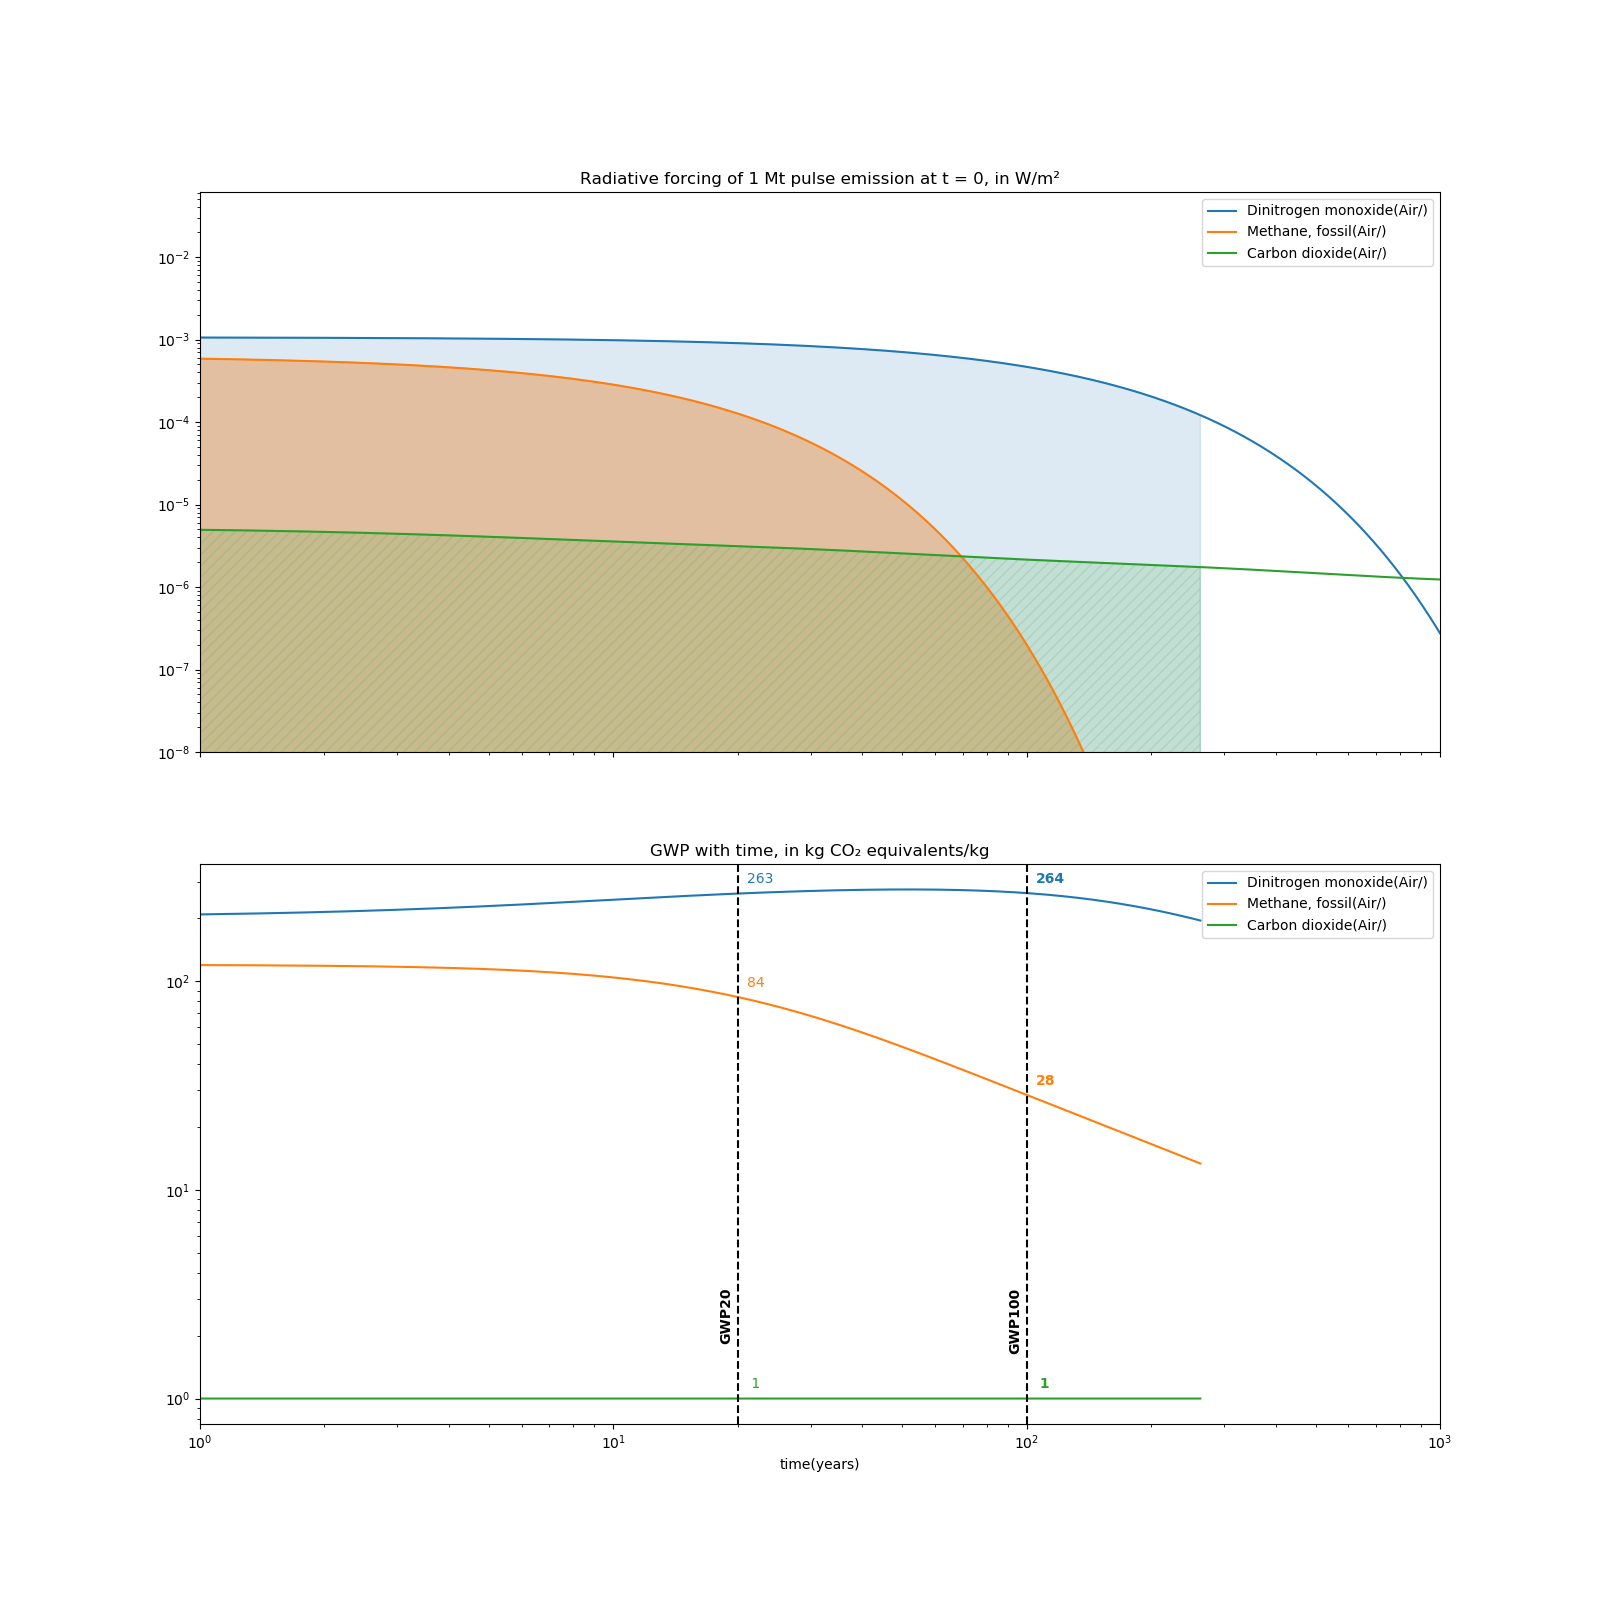 Radiative forcing of 1 Mt pulse emission at t = 0, in W/m²
Dinitrogen monoxide(Air/)
Methane, fossil(Air/)
Carbon dioxide(Air/)
10⁻²
10⁻³
10⁻⁴
10⁻⁵
10⁻⁶
10⁻⁷
10⁻⁸
GWP with time, in kg CO₂ equivalents/kg
263
264
Dinitrogen monoxide(Air/)
Methane, fossil(Air/)
Carbon dioxide(Air/)
10²
84
28
10¹
GWP20
GWP100
1
1
10⁰
10⁰
10¹
10²
10³
time(years)